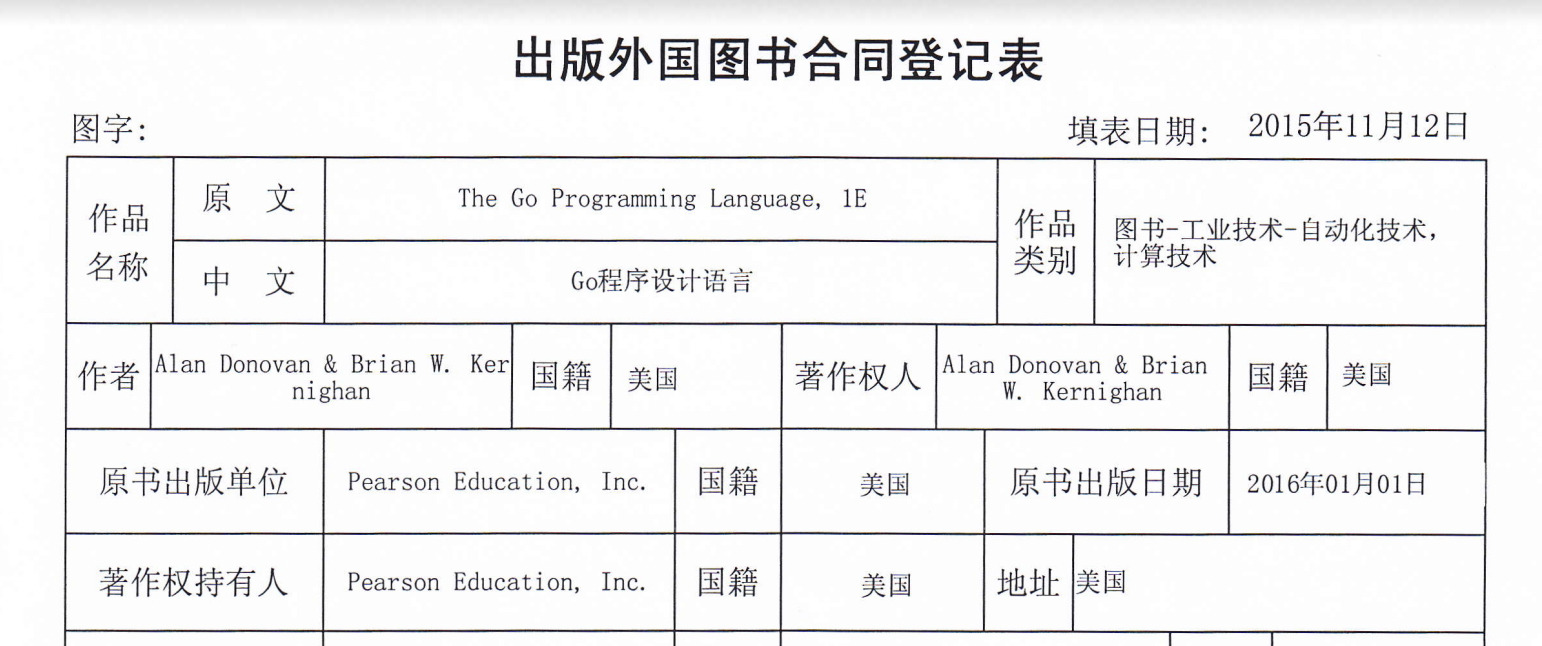 出版外国图书合同登记表
图字:
填表日期: 2015年11月12日
作品
名称
原 文
The Go Programming Language, 1E
中 文
Go程序设计语言
作品
类别
图书-工业技术-自动化技术,
计算技术
作者
Alan Donovan & Brian W. Ker
nighan
国籍
美国
著作权人
Alan Donovan & Brian
W. Kernighan
国籍
美国
原书出版单位
Pearson Education, Inc.
国籍
美国
原书出版日期
2016年01月01日
著作权持有人
Pearson Education, Inc.
国籍
美国
地址
美国